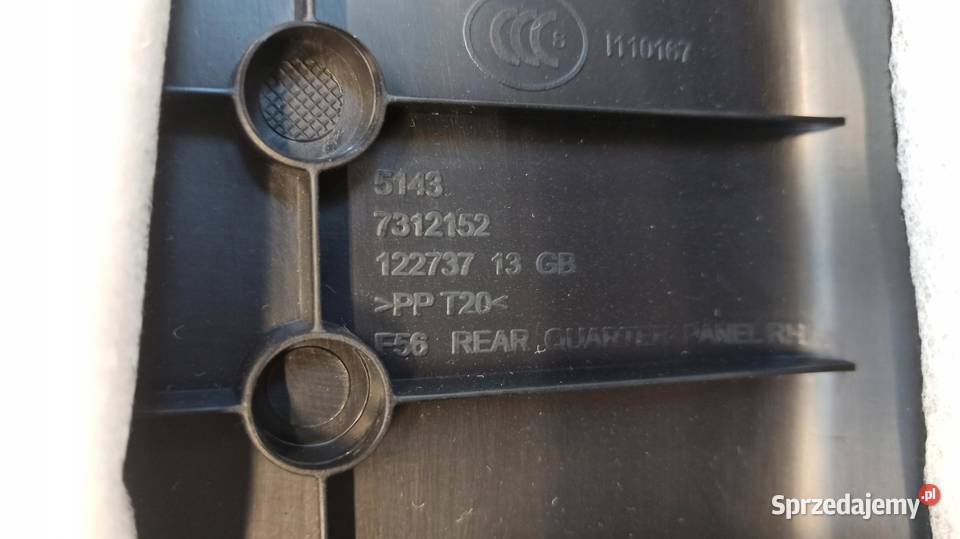 CCC S I110167
5143
7312152
122737 13 GB
>PP T20<
F56 REAR QUARTER PANEL RH
Sprzedajemy.pl